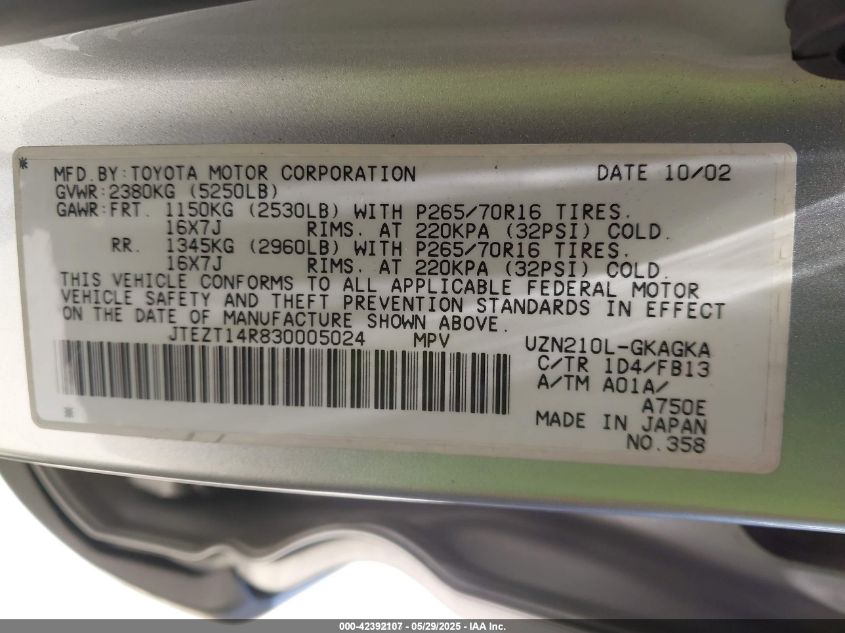 MFD.BY:TOYOTA MOTOR CORPORATION DATE 10/02
GVWR:2380KG (5250LB)
GAWR:FRT. 1150KG (2530LB) WITH P265/70R16 TIRES.
16X7J RIMS. AT 220KPA (32PSI) COLD.
RR. 1345KG (2960LB) WITH P265/70R16 TIRES.
16X7J RIMS. AT 220KPA (32PSI) COLD.
THIS VEHICLE CONFORMS TO ALL APPLICABLE FEDERAL MOTOR
VEHICLE SAFETY AND THEFT PREVENTION STANDARDS IN EFFECT
ON THE DATE OF MANUFACTURE SHOWN ABOVE.
JTEZT14R830005024 MPV UZN210L-GKAGKA
C/TR 1D4/FB13
A/TM A01A/
A750E
MADE IN JAPAN
NO.358
000-42392107 - 05/29/2025 - IAA Inc.